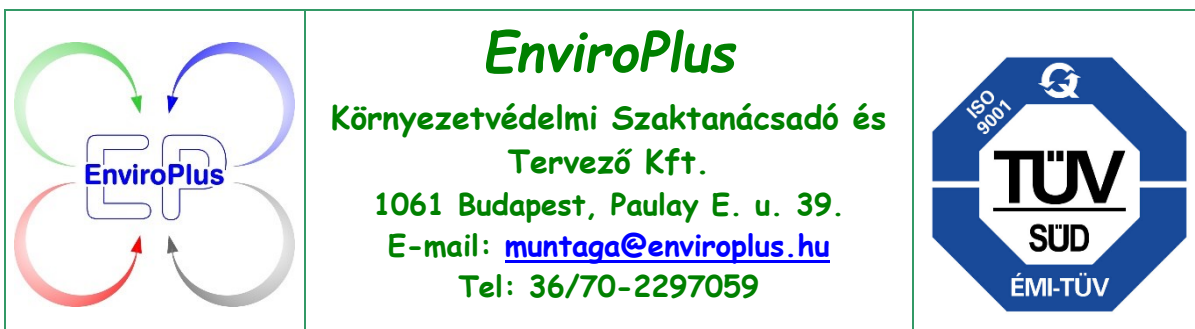 EP
EnviroPlus
EnviroPlus
Környezetvédelmi Szaktanácsadó és
Tervező Kft.
1061 Budapest, Paulay E. u. 39.
E-mail: muntaga@enviroplus.hu
Tel: 36/70-2297059
ISO
9001
TÜV
SÜD
ÉMI-TÜV